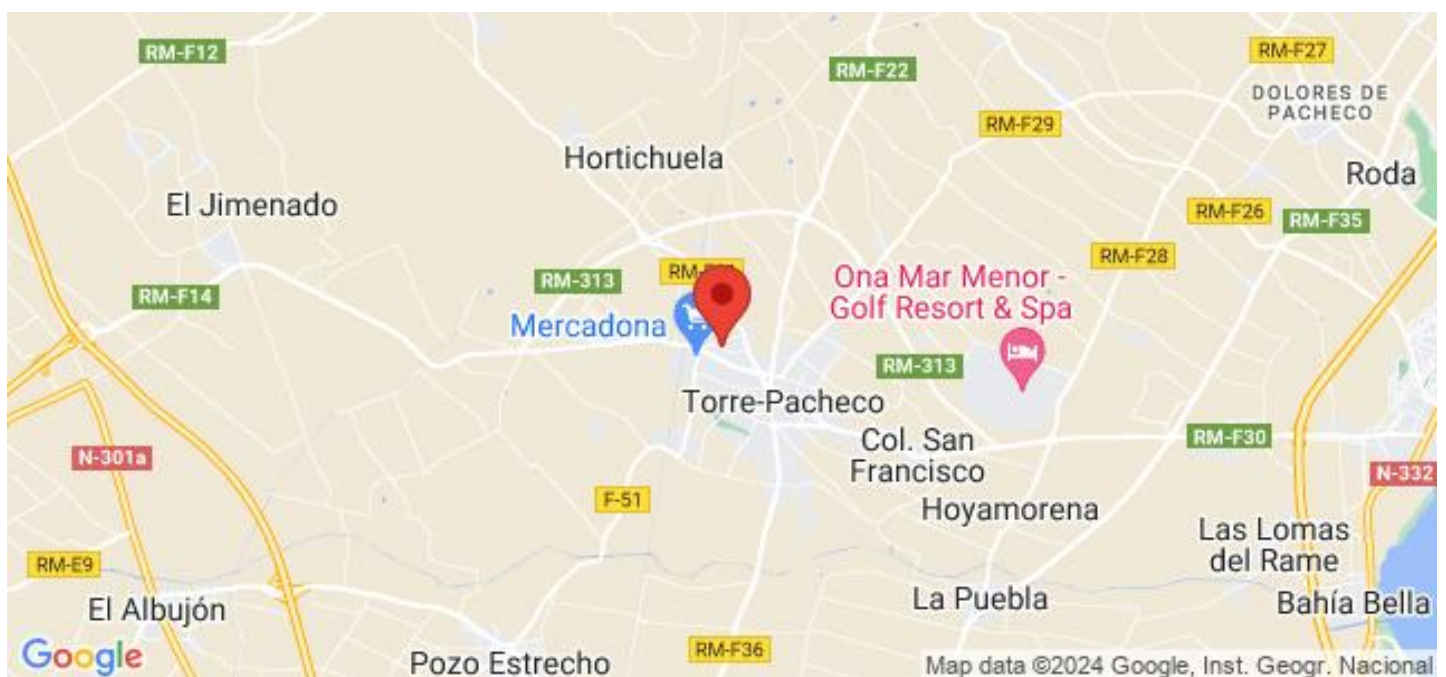 RM-F12
RM-F22
RM-F27
DOLORES DE
PACHECO
RM-F29
Hortichuela
Roda
El Jimenado
RM-F26
RM-F35
RM-F28
RM-313
Ona Mar Menor -
Golf Resort & Spa
RM-F14
Mercadona
RM-313
Torre-Pacheco
Col. San
Francisco
RM-F30
N-301a
N-332
F-51
Hoyamorena
Las Lomas
del Rame
RM-E9
El Albujón
La Puebla
Bahía Bella
Google
Pozo Estrecho
RM-F36
Map data ©2024 Google, Inst. Geogr. Nacional